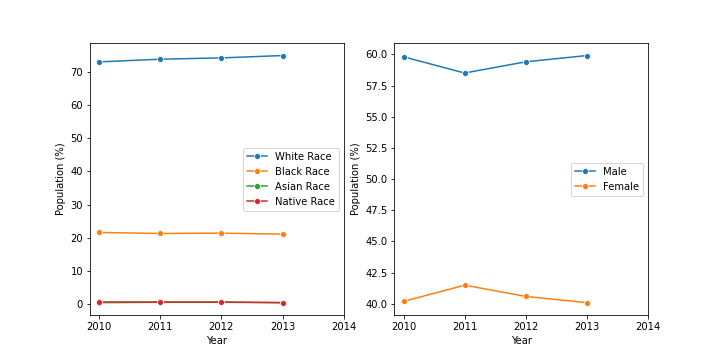 Population (%)
70
60
50
40
30
20
10
0
2010 2011 2012 2013 2014
Year
White Race
Black Race
Asian Race
Native Race
Population (%)
60.0
57.5
55.0
52.5
50.0
47.5
45.0
42.5
40.0
2010 2011 2012 2013 2014
Year
Male
Female